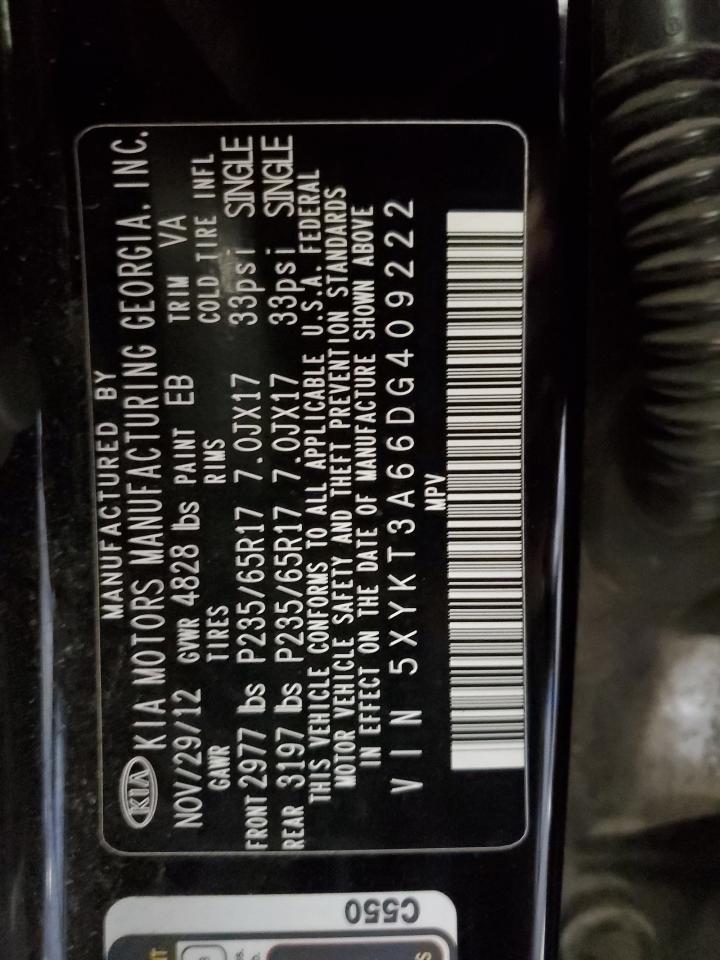 MANUFACTURED BY
KIA KIA MOTORS MANUFACTURING GEORGIA, INC.
NOV/29/12 GVWR 4828 lbs PAINT EB TRIM VA
GAWR TIRES RIMS COLD TIRE INFL
FRONT 2977 lbs P235/65R17 7.0JX17 33psi SINGLE
REAR 3197 lbs P235/65R17 7.0JX17 33psi SINGLE
THIS VEHICLE CONFORMS TO ALL APPLICABLE U.S.A. FEDERAL
MOTOR VEHICLE SAFETY AND THEFT PREVENTION STANDARDS
IN EFFECT ON THE DATE OF MANUFACTURE SHOWN ABOVE
VIN 5XYKT3A66DG409222
MPV
C550